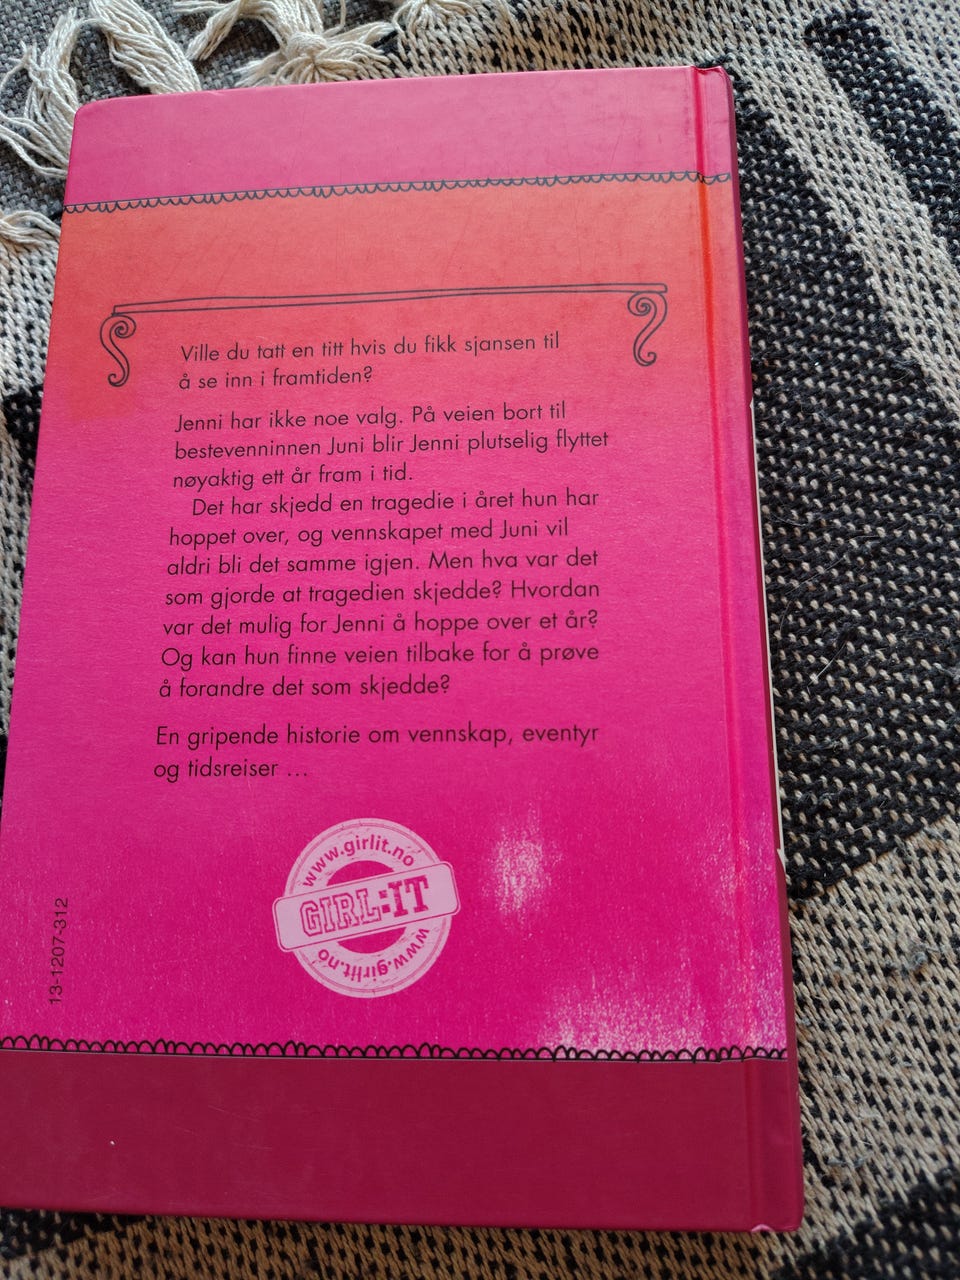 Ville du tatt en titt hvis du fikk sjansen til
å se inn i framtiden?
Jenni har ikke noe valg. På veien bort til
bestevenninnen Juni blir Jenni plutselig flyttet
nøyaktig ett år fram i tid.
Det har skjedd en tragedie i året hun har
hoppet over, og vennskapet med Juni vil
aldri bli det samme igjen. Men hva var det
som gjorde at tragedien skjedde? Hvordan
var det mulig for Jenni å hoppe over et år?
Og kan hun finne veien tilbake for å prøve
å forandre det som skjedde?
En gripende historie om vennskap, eventyr
og tidsreiser ...
www.girlit.no
GIRL:IT
www.girlit.no
13-1207-312